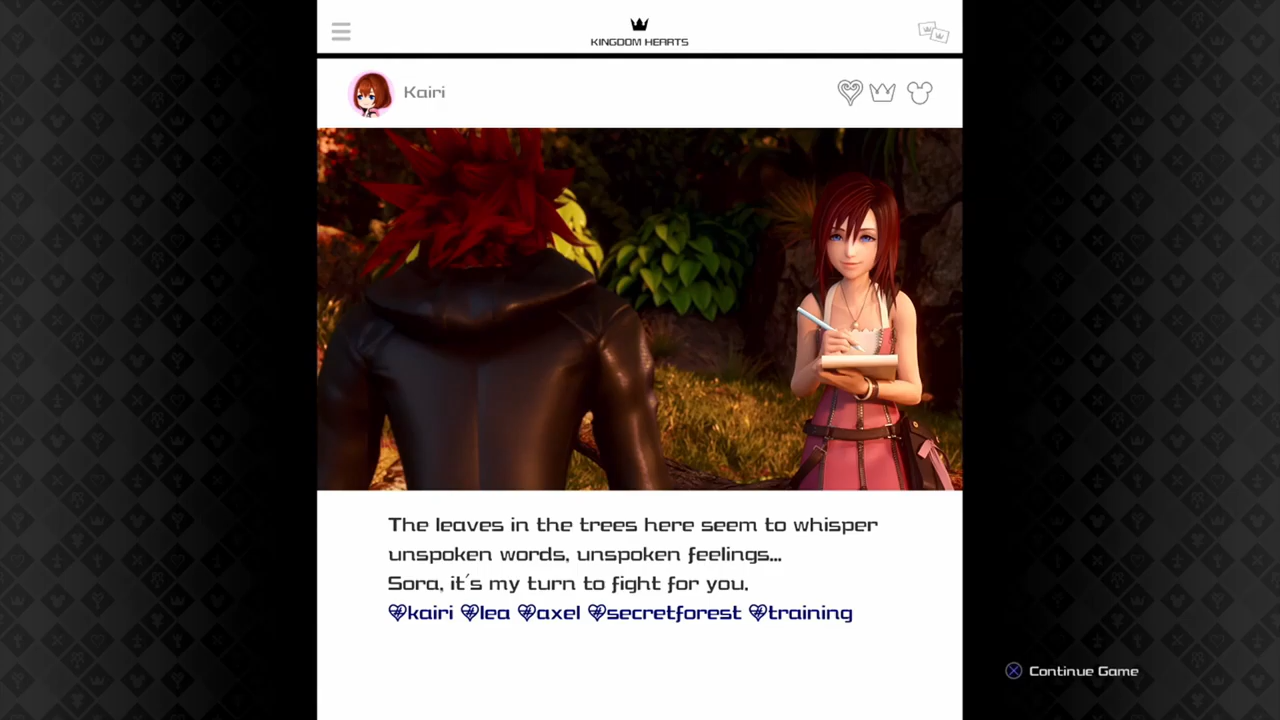 KINGDOM HEARTS
Kairi
The leaves in the trees here seem to whisper
unspoken words, unspoken feelings...
Sora, it's my turn to fight for you.
#kairi #lea #axel #secretforest #training
Continue Game